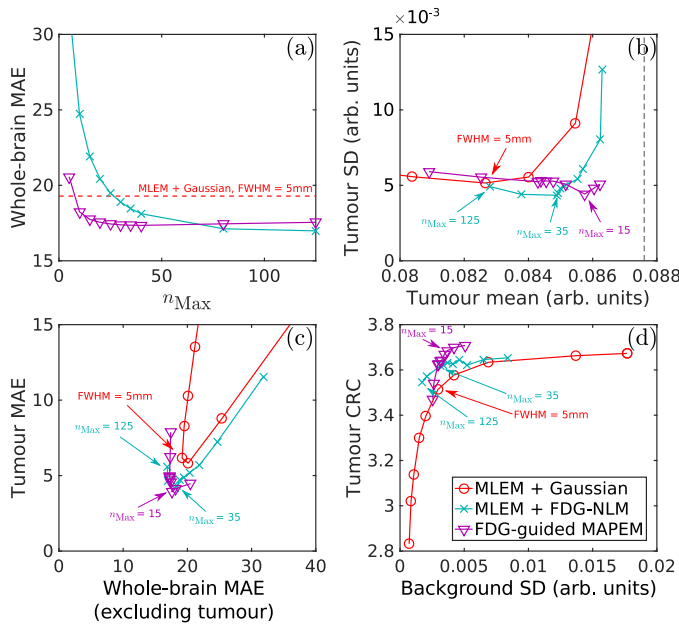 (a)
30
25
20
15
Whole-brain MAE
MLEM + Gaussian, FWHM = 5mm
0
50
100
n_Max
(b)
×10⁻³
15
10
5
0
Tumour SD (arb. units)
FWHM = 5mm
n_Max = 125
n_Max = 35
n_Max = 15
0.08
0.082
0.084
0.086
0.088
Tumour mean (arb. units)
(c)
15
10
5
0
Tumour MAE
FWHM = 5mm
n_Max = 125
n_Max = 15
n_Max = 35
0
10
20
30
40
Whole-brain MAE
(excluding tumour)
(d)
3.8
3.6
3.4
3.2
3
2.8
Tumour CRC
n_Max = 15
n_Max = 35
FWHM = 5mm
n_Max = 125
MLEM + Gaussian
MLEM + FDG-NLM
FDG-guided MAPEM
0
0.005
0.01
0.015
0.02
Background SD (arb. units)